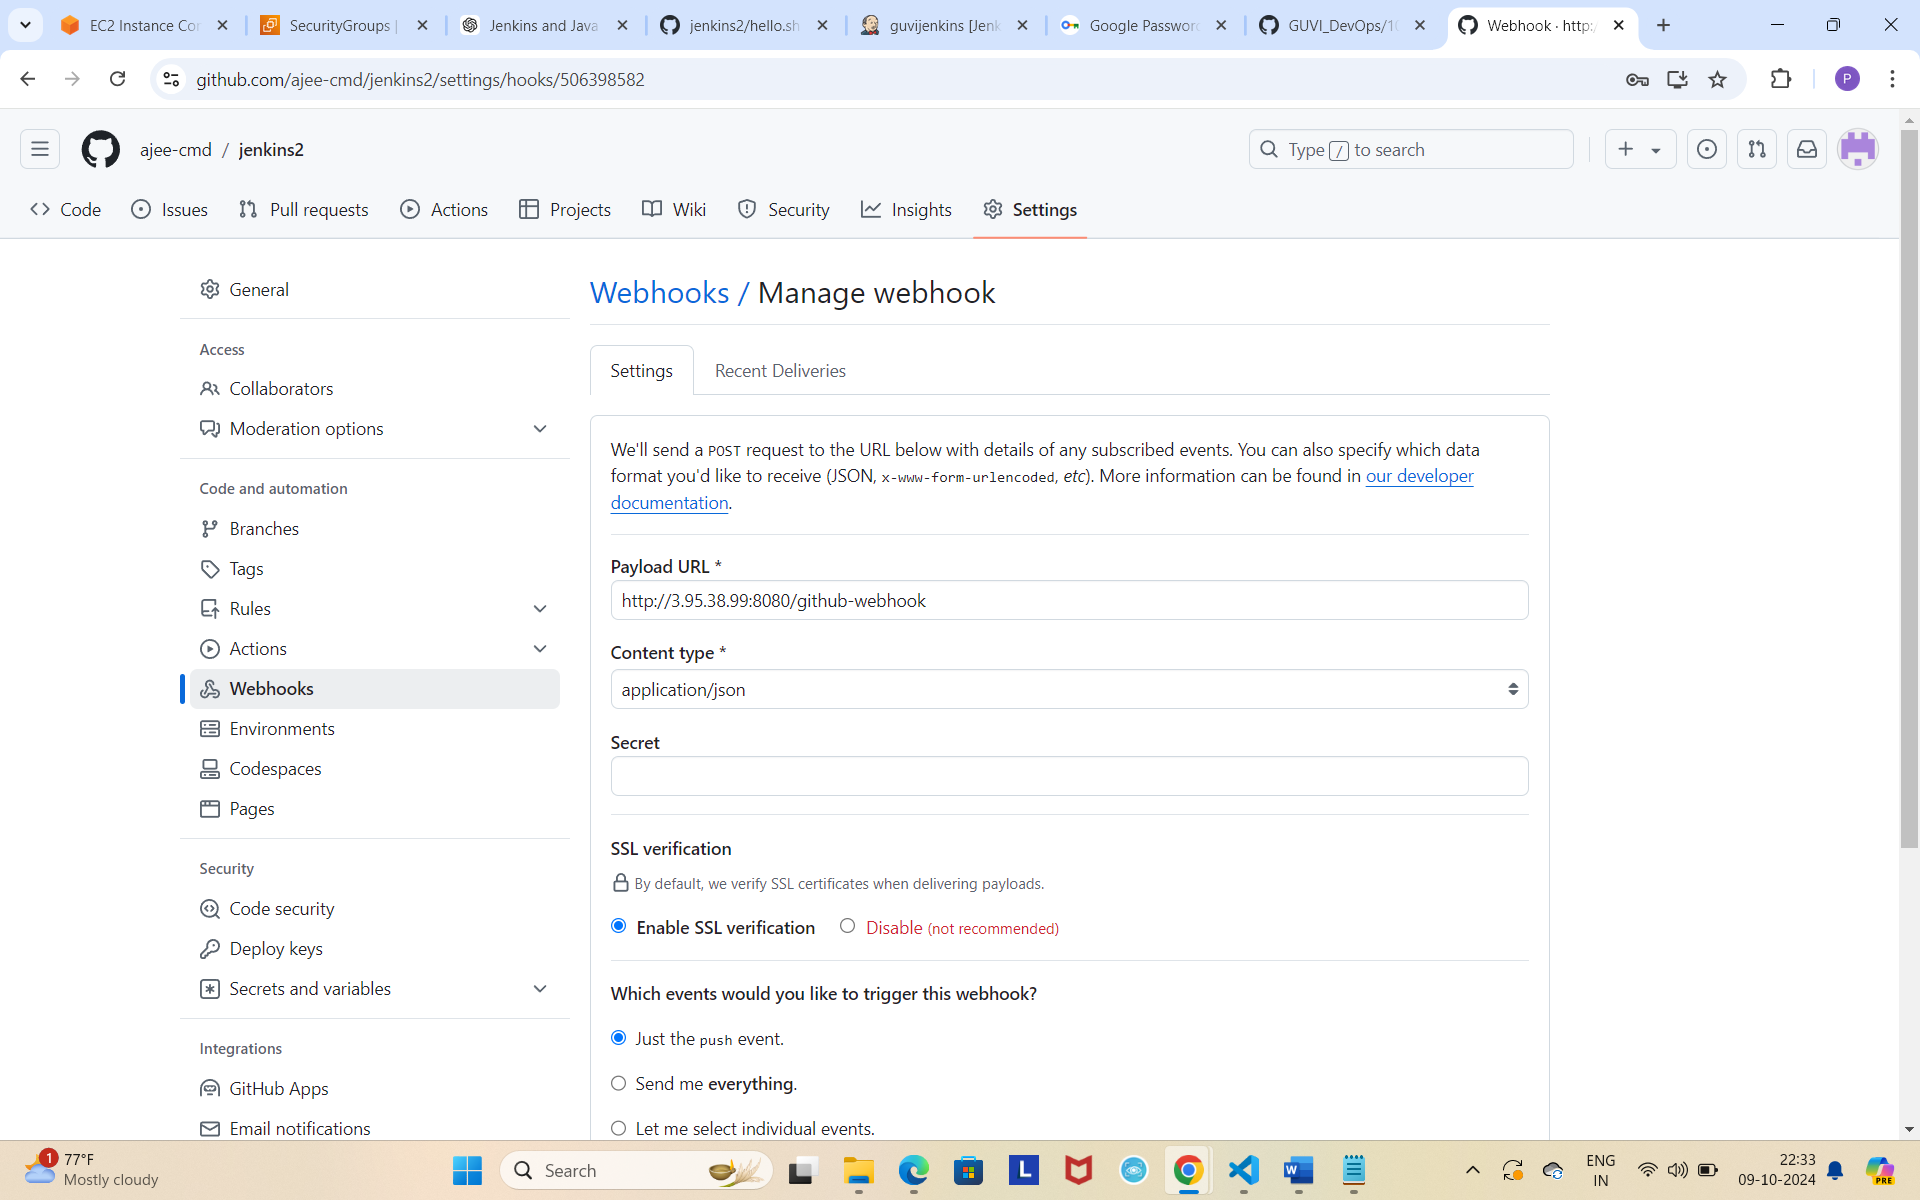 EC2 Instance Cor
SecurityGroups |
Jenkins and Java
jenkins2/hello.sh
guvijenkins [Jenk
Google Passwor
GUVI_DevOps/10
Webhook · http:/
github.com/ajee-cmd/jenkins2/settings/hooks/506398582
P
ajee-cmd / jenkins2
Type / to search
Code
Issues
Pull requests
Actions
Projects
Wiki
Security
Insights
Settings
General
Access
Collaborators
Moderation options
Code and automation
Branches
Tags
Rules
Actions
Webhooks
Environments
Codespaces
Pages
Security
Code security
Deploy keys
Secrets and variables
Integrations
GitHub Apps
Email notifications
Webhooks / Manage webhook
Settings
Recent Deliveries
We'll send a POST request to the URL below with details of any subscribed events. You can also specify which data
format you'd like to receive (JSON, x-www-form-urlencoded, etc). More information can be found in our developer
documentation.
Payload URL *
http://3.95.38.99:8080/github-webhook
Content type *
application/json
Secret
SSL verification
By default, we verify SSL certificates when delivering payloads.
Enable SSL verification
Disable (not recommended)
Which events would you like to trigger this webhook?
Just the push event.
Send me everything.
Let me select individual events.
1
77°F
Mostly cloudy
Search
L
ENG
IN
22:33
09-10-2024
PRE